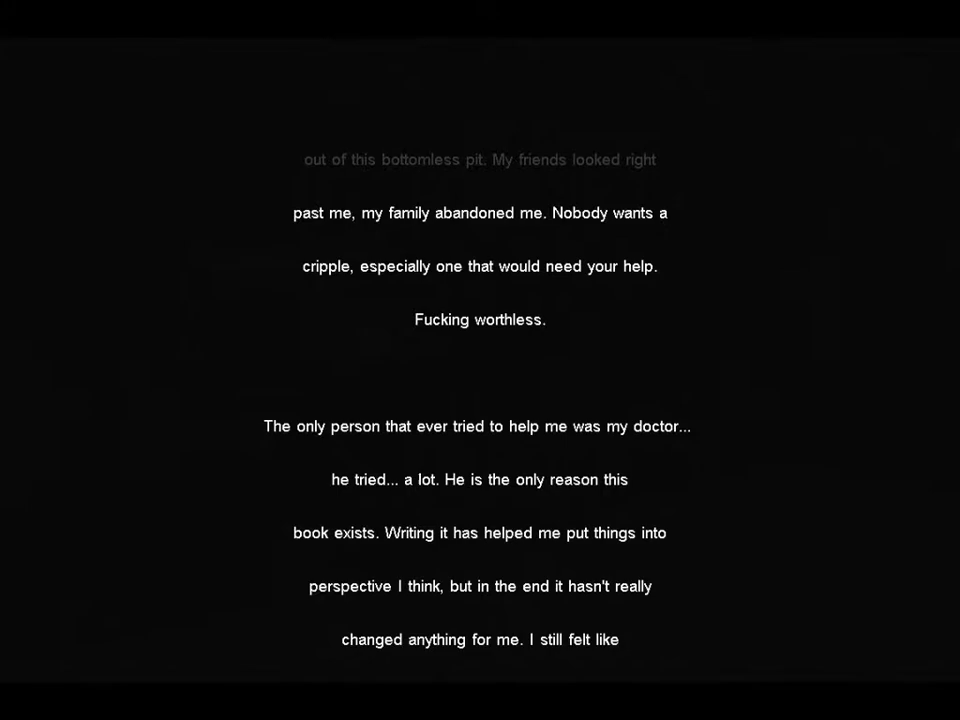 out of this bottomless pit. My friends looked right
past me, my family abandoned me. Nobody wants a
cripple, especially one that would need your help.
Fucking worthless.
The only person that ever tried to help me was my doctor...
he tried... a lot. He is the only reason this
book exists. Writing it has helped me put things into
perspective I think, but in the end it hasn't really
changed anything for me. I still felt like